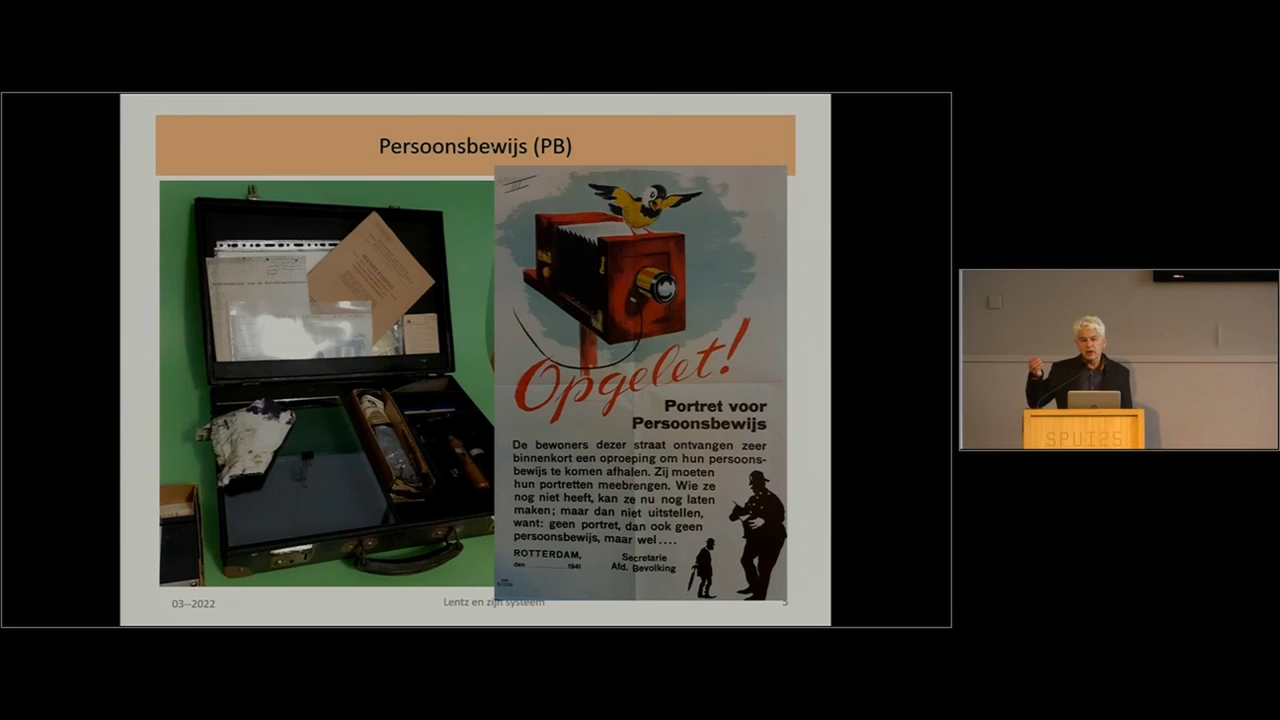 Persoonsbewijs (PB)
Opgelet!
Portret voor
Persoonsbewijs
De bewoners dezer straat ontvangen zeer
binnenkort een oproeping om hun persoons-
bewijs te komen afhalen. Zij moeten
hun portretten meebrengen. Wie ze
nog niet heeft, kan ze nu nog laten
maken; maar dan niet uitstellen,
want: geen portret, dan ook geen
persoonsbewijs, maar wel....
ROTTERDAM,
den 1941
Secretarie
Afd. Bevolking
03--2022
Lentz en zijn systeem
5
SPUI25